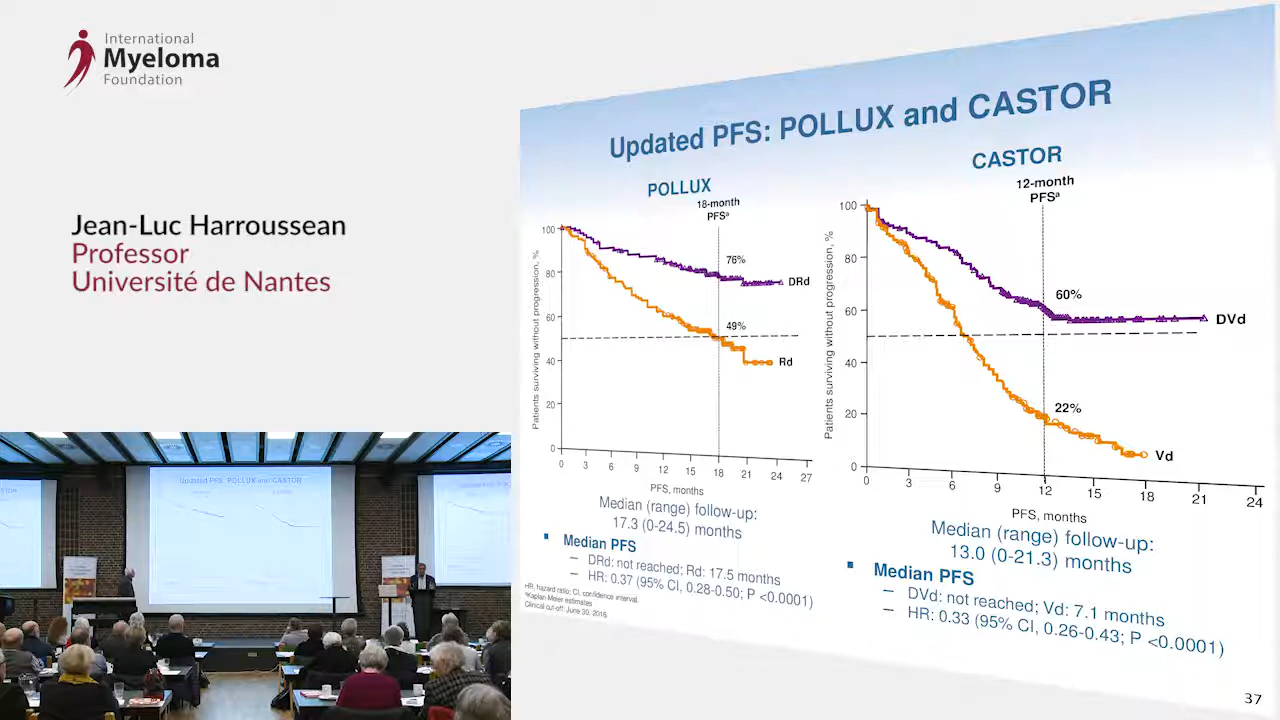 International
Myeloma
Foundation
Jean-Luc Harroussean
Professor
Université de Nantes
Updated PFS: POLLUX and CASTOR
POLLUX
18-month
PFSᵃ
Patients surviving without progression, %
100
80
60
40
20
0
76%
49%
DRd
Rd
0 3 6 9 12 15 18 21 24 27
PFS, months
Median (range) follow-up:
17.3 (0-24.5) months
▪ Median PFS
– DRd: not reached; Rd: 17.5 months
– HR: 0.37 (95% CI, 0.28-0.50; P <0.0001)
HR, hazard ratio; CI, confidence interval.
ᵃKaplan Meier estimates
Clinical cut-off: June 30, 2016
CASTOR
12-month
PFSᵃ
Patients surviving without progression, %
100
80
60
40
20
0
60%
22%
DVd
Vd
0 3 6 9 12 15 18 21 24
PFS, months
Median (range) follow-up:
13.0 (0-21.3) months
▪ Median PFS
– DVd: not reached; Vd: 7.1 months
– HR: 0.33 (95% CI, 0.26-0.43; P <0.0001)
37
Updated PFS: POLLUX and CASTOR